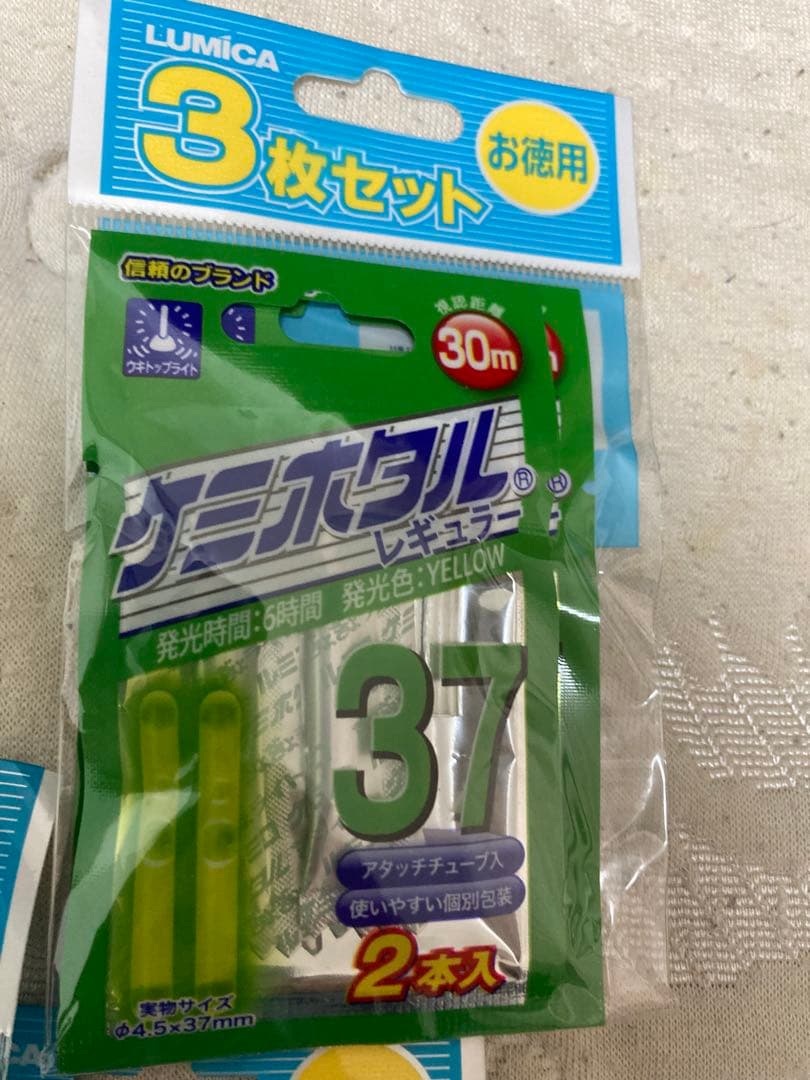 LUMICA
3枚セット
お徳用
信頼のブランド
視認距離
30m
ウキトップライト
ケミホタル®
®
レギュラー
発光時間：6時間 発光色：YELLOW
37
アタッチチューブ入
使いやすい個別包装
2本入
実物サイズ
φ4.5×37mm